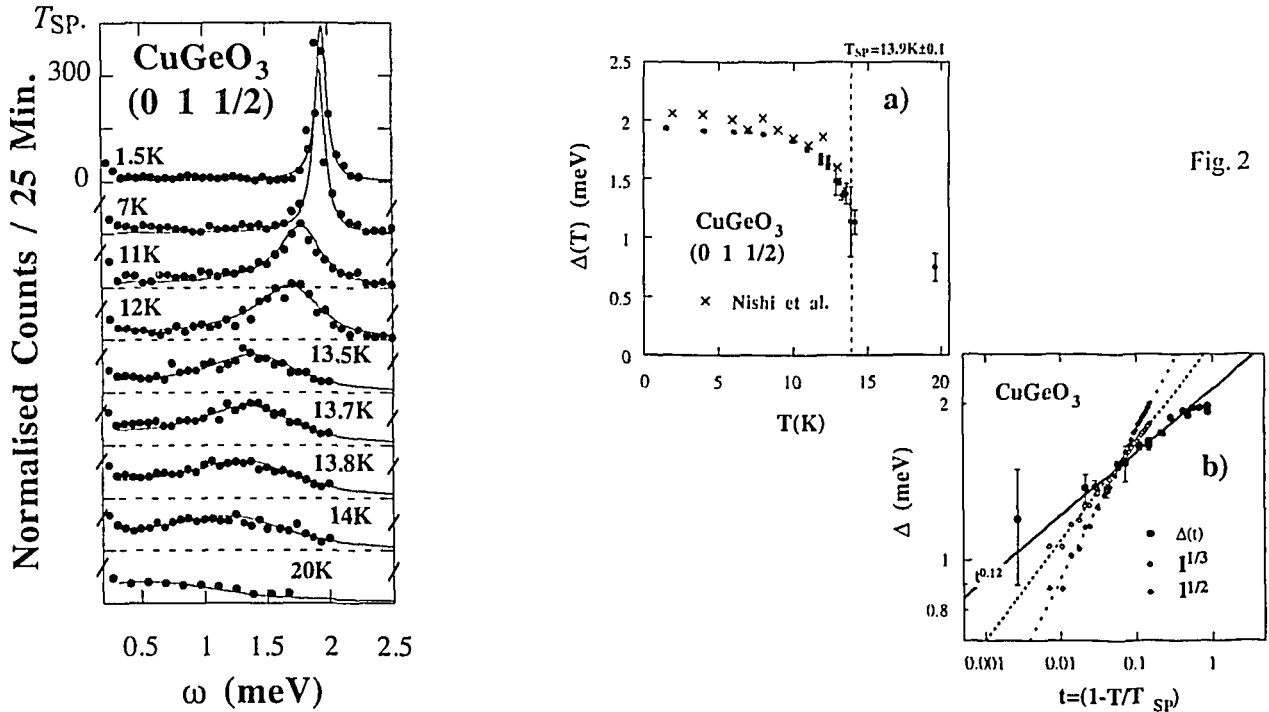 T_SP.
Normalised Counts / 25 Min.
300
0
CuGeO₃
(0 1 1/2)
1.5K
7K
11K
12K
13.5K
13.7K
13.8K
14K
20K
0.5 1 1.5 2 2.5
ω (meV)
T_SP=13.9K±0.1
a)
Δ(T) (meV)
2.5
2
1.5
1
0.5
0
CuGeO₃
(0 1 1/2)
× Nishi et al.
0 5 10 15 20
T(K)
Fig. 2
CuGeO₃
b)
Δ (meV)
2
1
0.8
t^0.12
Δ(t)
I^1/3
I^1/2
0.001 0.01 0.1 1
t=(1-T/T_SP)